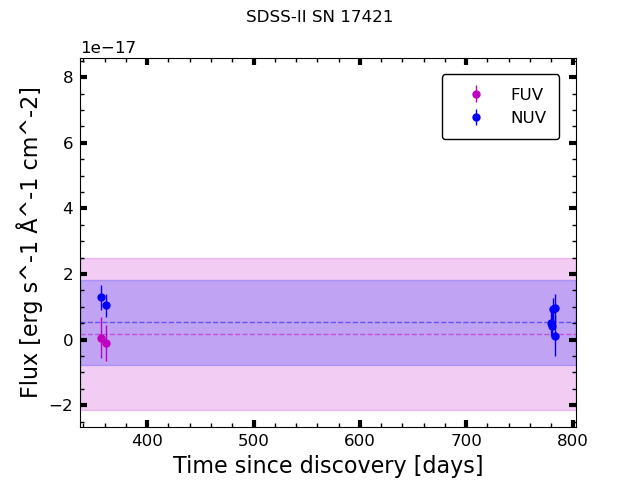 SDSS-II SN 17421
1e−17
8
6
4
2
0
−2
FUV
NUV
Flux [erg s^-1 Å^-1 cm^-2]
400
500
600
700
800
Time since discovery [days]